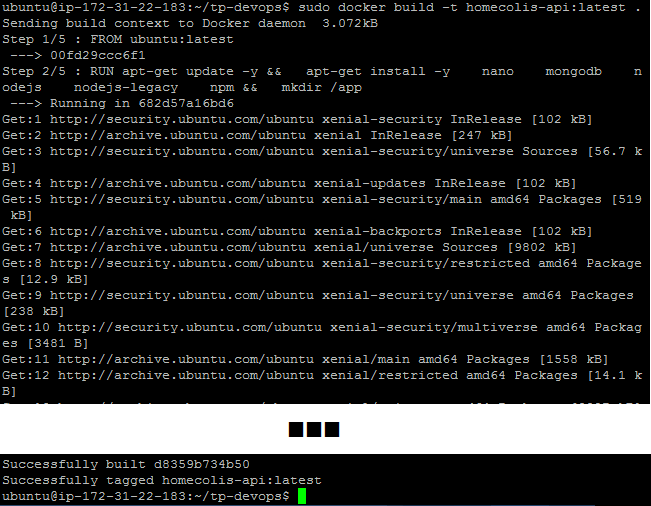 ubuntu@ip-172-31-22-183:~/tp-devops$ sudo docker build -t homecolis-api:latest .
Sending build context to Docker daemon  3.072kB
Step 1/5 : FROM ubuntu:latest
 ---> 00fd29ccc6f1
Step 2/5 : RUN apt-get update -y &&   apt-get install -y    nano    mongodb    n
odejs    nodejs-legacy    npm &&   mkdir /app
 ---> Running in 682d57a16bd6
Get:1 http://security.ubuntu.com/ubuntu xenial-security InRelease [102 kB]
Get:2 http://archive.ubuntu.com/ubuntu xenial InRelease [247 kB]
Get:3 http://security.ubuntu.com/ubuntu xenial-security/universe Sources [56.7 k
B]
Get:4 http://archive.ubuntu.com/ubuntu xenial-updates InRelease [102 kB]
Get:5 http://security.ubuntu.com/ubuntu xenial-security/main amd64 Packages [519
 kB]
Get:6 http://archive.ubuntu.com/ubuntu xenial-backports InRelease [102 kB]
Get:7 http://archive.ubuntu.com/ubuntu xenial/universe Sources [9802 kB]
Get:8 http://security.ubuntu.com/ubuntu xenial-security/restricted amd64 Package
s [12.9 kB]
Get:9 http://security.ubuntu.com/ubuntu xenial-security/universe amd64 Packages
[238 kB]
Get:10 http://security.ubuntu.com/ubuntu xenial-security/multiverse amd64 Packag
es [3481 B]
Get:11 http://archive.ubuntu.com/ubuntu xenial/main amd64 Packages [1558 kB]
Get:12 http://archive.ubuntu.com/ubuntu xenial/restricted amd64 Packages [14.1 k
B]
Successfully built d8359b734b50
Successfully tagged homecolis-api:latest
ubuntu@ip-172-31-22-183:~/tp-devops$